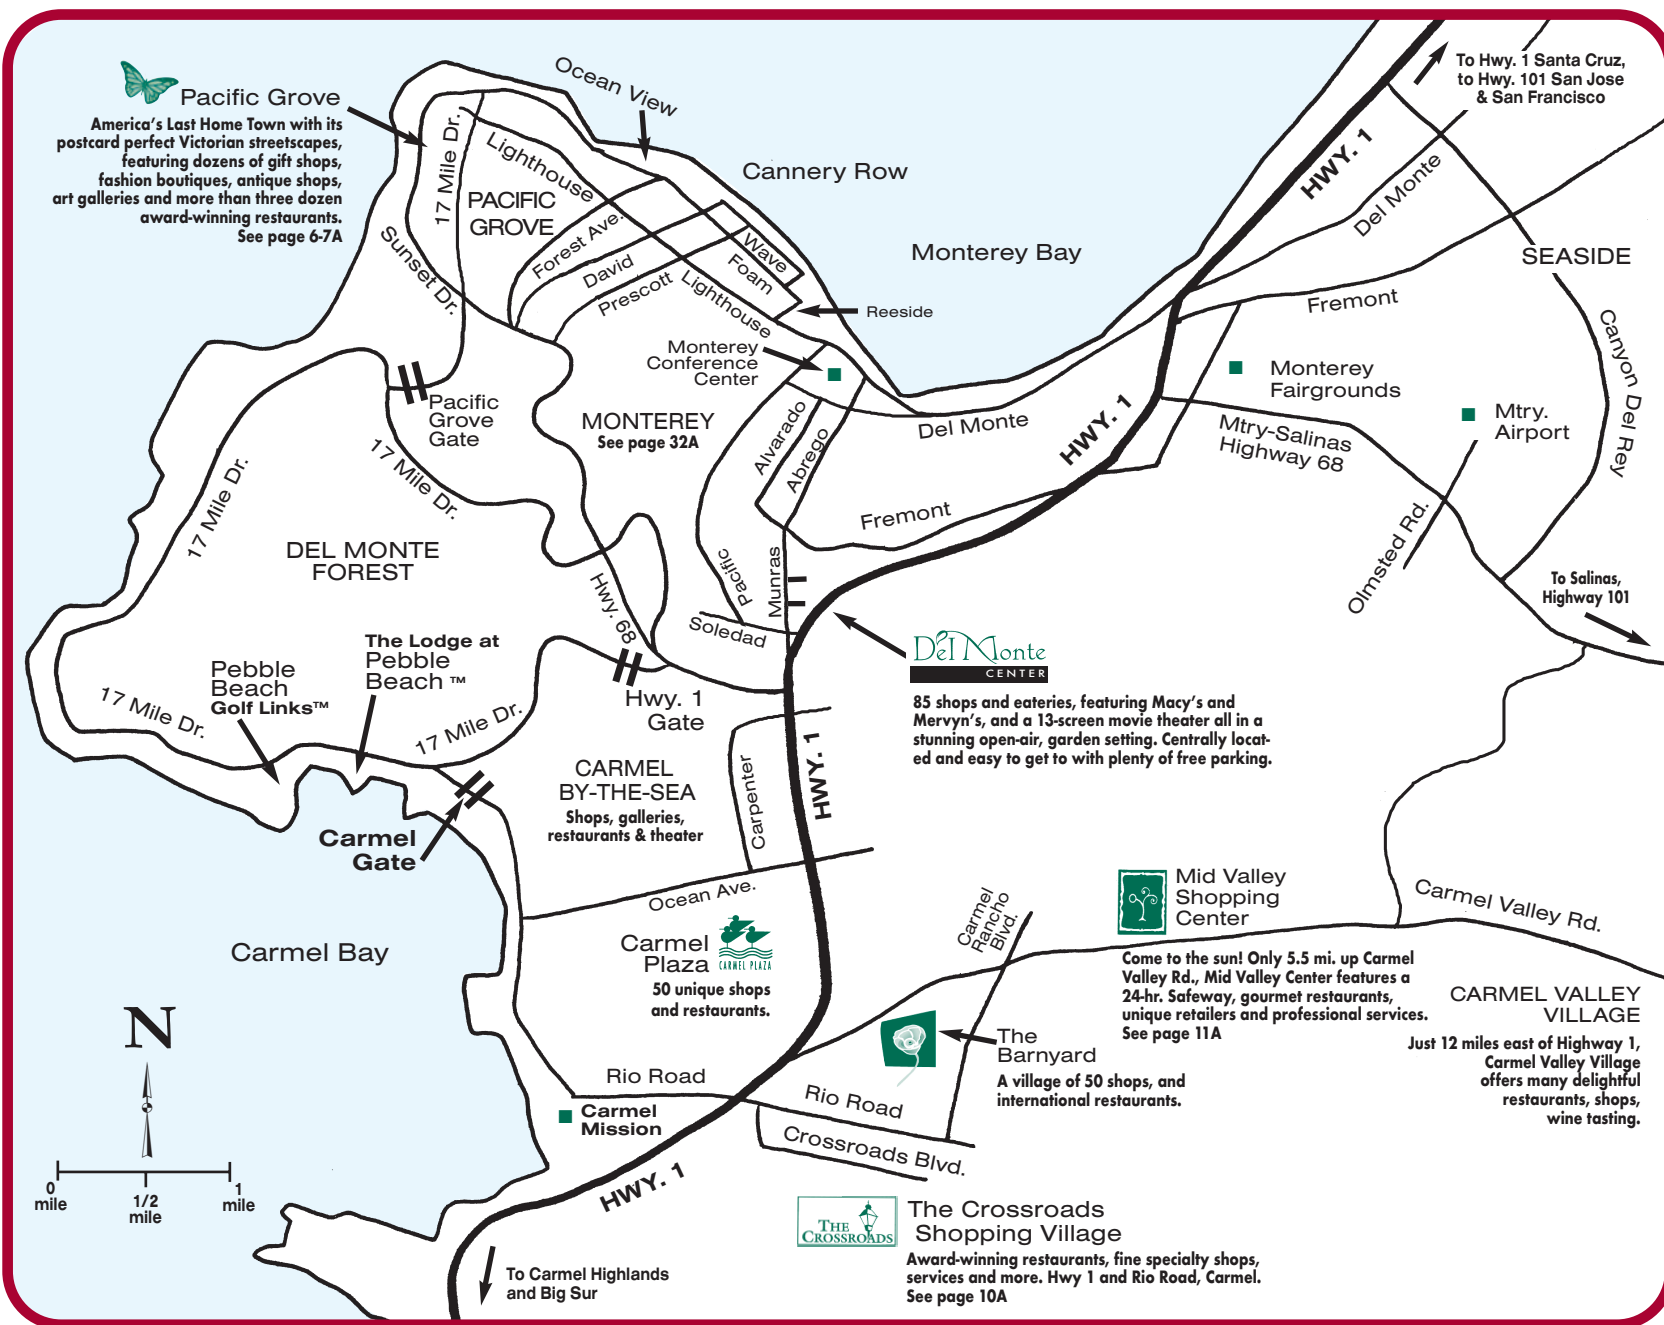 Pacific Grove
America's Last Home Town with its
postcard perfect Victorian streetscapes,
featuring dozens of gift shops,
fashion boutiques, antique shops,
art galleries and more than three dozen
award-winning restaurants.
See page 6-7A
Ocean View
Cannery Row
Monterey Bay
To Hwy. 1 Santa Cruz,
to Hwy. 101 San Jose
& San Francisco
HWY. 1
Del Monte
SEASIDE
Fremont
Canyon Del Rey
17 Mile Dr.
Lighthouse
PACIFIC
GROVE
Sunset Dr.
Forest Ave.
David
Prescott
Wave
Foam
Lighthouse
Reeside
Monterey
Conference
Center
Monterey
Fairgrounds
Mtry.
Airport
Mtry-Salinas
Highway 68
Olmsted Rd.
To Salinas,
Highway 101
Pacific
Grove
Gate
MONTEREY
See page 32A
Alvarado
Abrego
Del Monte
HWY. 1
Fremont
17 Mile Dr.
17 Mile Dr.
DEL MONTE
FOREST
Hwy. 68
Pacific
Munras
Soledad
Del Monte
CENTER
85 shops and eateries, featuring Macy's and
Mervyn's, and a 13-screen movie theater all in a
stunning open-air, garden setting. Centrally locat-
ed and easy to get to with plenty of free parking.
The Lodge at
Pebble
Beach ™
Pebble
Beach
Golf Links™
17 Mile Dr.
17 Mile Dr.
Hwy. 1
Gate
CARMEL
BY-THE-SEA
Shops, galleries,
restaurants & theater
Carpenter
HWY. 1
Carmel
Gate
Ocean Ave.
Carmel
Plaza
CARMEL PLAZA
50 unique shops
and restaurants.
Carmel Bay
Carmel
Rancho
Blvd.
Mid Valley
Shopping
Center
Come to the sun! Only 5.5 mi. up Carmel
Valley Rd., Mid Valley Center features a
24-hr. Safeway, gourmet restaurants,
unique retailers and professional services.
See page 11A
Carmel Valley Rd.
CARMEL VALLEY
VILLAGE
Just 12 miles east of Highway 1,
Carmel Valley Village
offers many delightful
restaurants, shops,
wine tasting.
The
Barnyard
A village of 50 shops, and
international restaurants.
Rio Road
Rio Road
Crossroads Blvd.
Carmel
Mission
HWY. 1
THE
CROSSROADS
The Crossroads
Shopping Village
Award-winning restaurants, fine specialty shops,
services and more. Hwy 1 and Rio Road, Carmel.
See page 10A
To Carmel Highlands
and Big Sur
N
0
mile
1/2
mile
1
mile